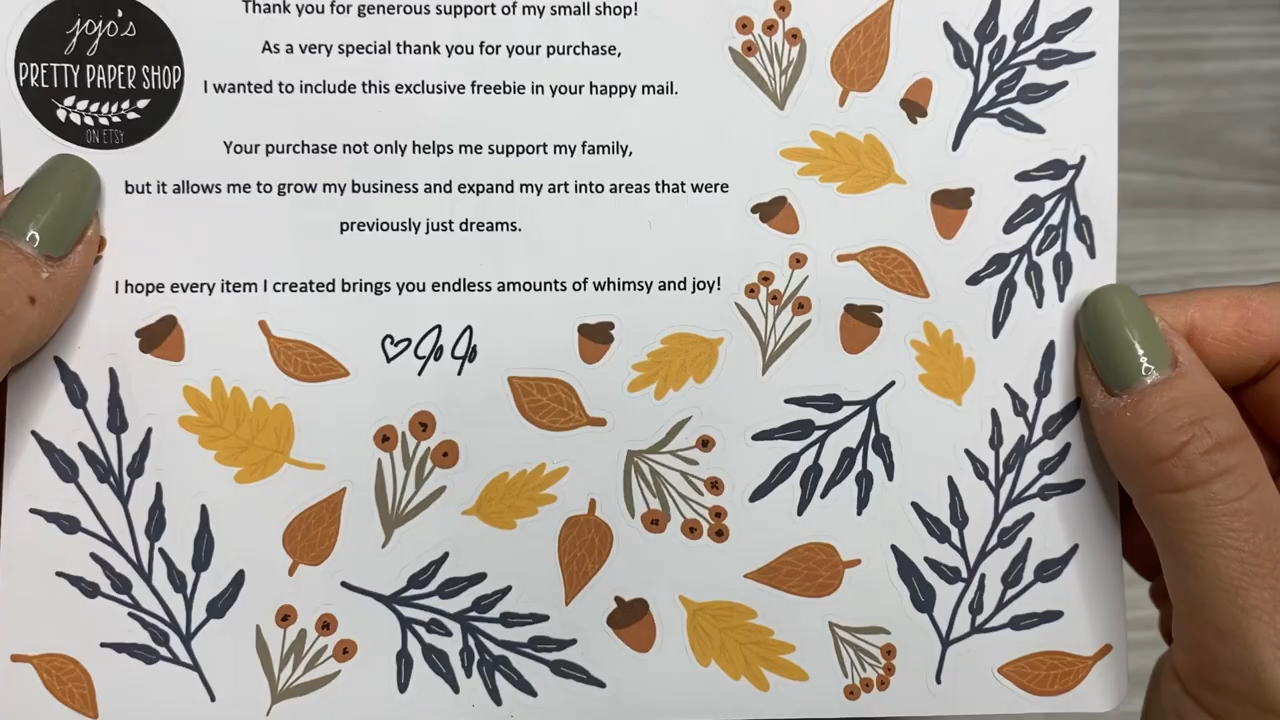 jojo's
PRETTY PAPER SHOP
ON ETSY
Thank you for generous support of my small shop!
As a very special thank you for your purchase,
I wanted to include this exclusive freebie in your happy mail.
Your purchase not only helps me support my family,
but it allows me to grow my business and expand my art into areas that were
previously just dreams.
I hope every item I created brings you endless amounts of whimsy and joy!
♡ JoJo